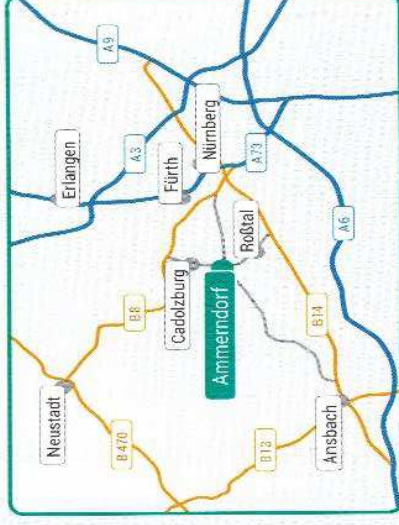 A9
Erlangen
A3
Fürth
Nürnberg
A73
Neustadt
B8
Cadolzburg
Roßtal
Ammerndorf
A6
B470
B14
B13
Ansbach